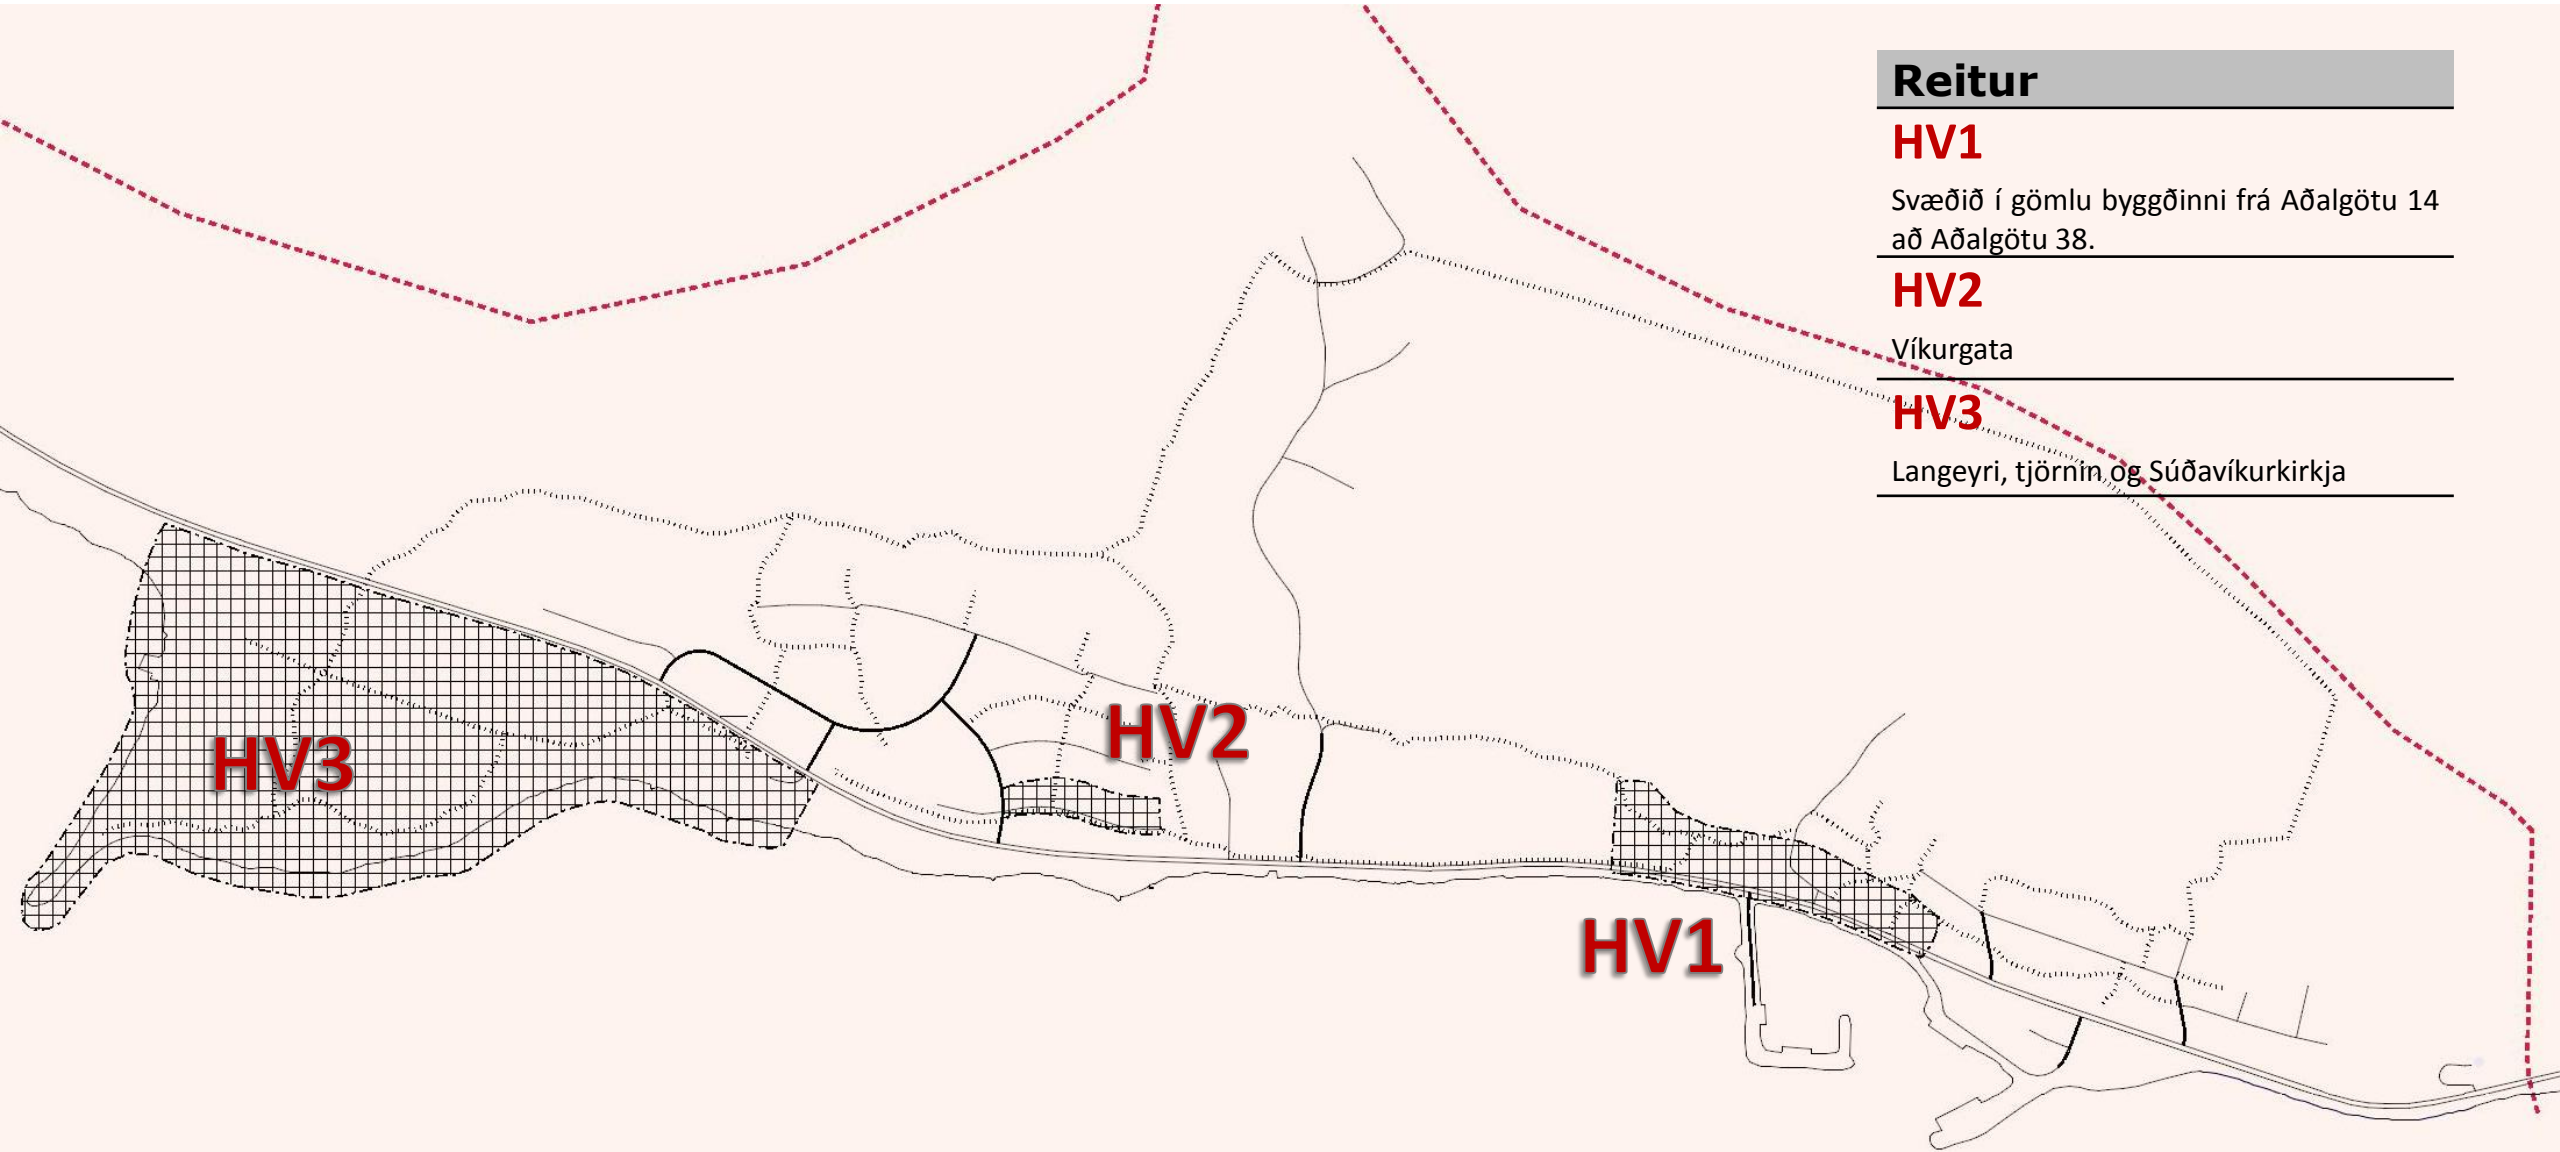 Reitur
HV1
Svæðið í gömlu byggðinni frá Aðalgötu 14
að Aðalgötu 38.
HV2
Víkurgata
HV3
Langeyri, tjörnin og Súðavíkurkirkja
HV2
HV3
HV1